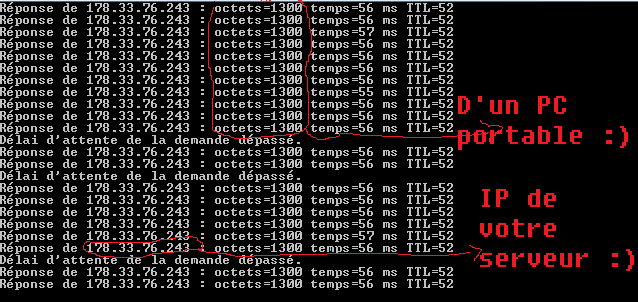 Réponse de 178.33.76.243 : octets=1300 temps=56 ms TTL=52
Réponse de 178.33.76.243 : octets=1300 temps=56 ms TTL=52
Réponse de 178.33.76.243 : octets=1300 temps=57 ms TTL=52
Réponse de 178.33.76.243 : octets=1300 temps=56 ms TTL=52
Réponse de 178.33.76.243 : octets=1300 temps=56 ms TTL=52
Réponse de 178.33.76.243 : octets=1300 temps=56 ms TTL=52
Réponse de 178.33.76.243 : octets=1300 temps=56 ms TTL=52
Réponse de 178.33.76.243 : octets=1300 temps=55 ms TTL=52
Réponse de 178.33.76.243 : octets=1300 temps=56 ms TTL=52
Réponse de 178.33.76.243 : octets=1300 temps=56 ms TTL=52
Réponse de 178.33.76.243 : octets=1300 temps=56 ms TTL=52
Délai d'attente de la demande dépassé.
Réponse de 178.33.76.243 : octets=1300 temps=56 ms TTL=52
Réponse de 178.33.76.243 : octets=1300 temps=56 ms TTL=52
Délai d'attente de la demande dépassé.
Réponse de 178.33.76.243 : octets=1300 temps=56 ms TTL=52
Réponse de 178.33.76.243 : octets=1300 temps=56 ms TTL=52
Réponse de 178.33.76.243 : octets=1300 temps=56 ms TTL=52
Réponse de 178.33.76.243 : octets=1300 temps=56 ms TTL=52
Réponse de 178.33.76.243 : octets=1300 temps=57 ms TTL=52
Réponse de 178.33.76.243 : octets=1300 temps=56 ms TTL=52
Délai d'attente de la demande dépassé.
Réponse de 178.33.76.243 : octets=1300 temps=56 ms TTL=52
Réponse de 178.33.76.243 : octets=1300 temps=56 ms TTL=52
D'un PC
portable :)
IP de
votre
serveur :)